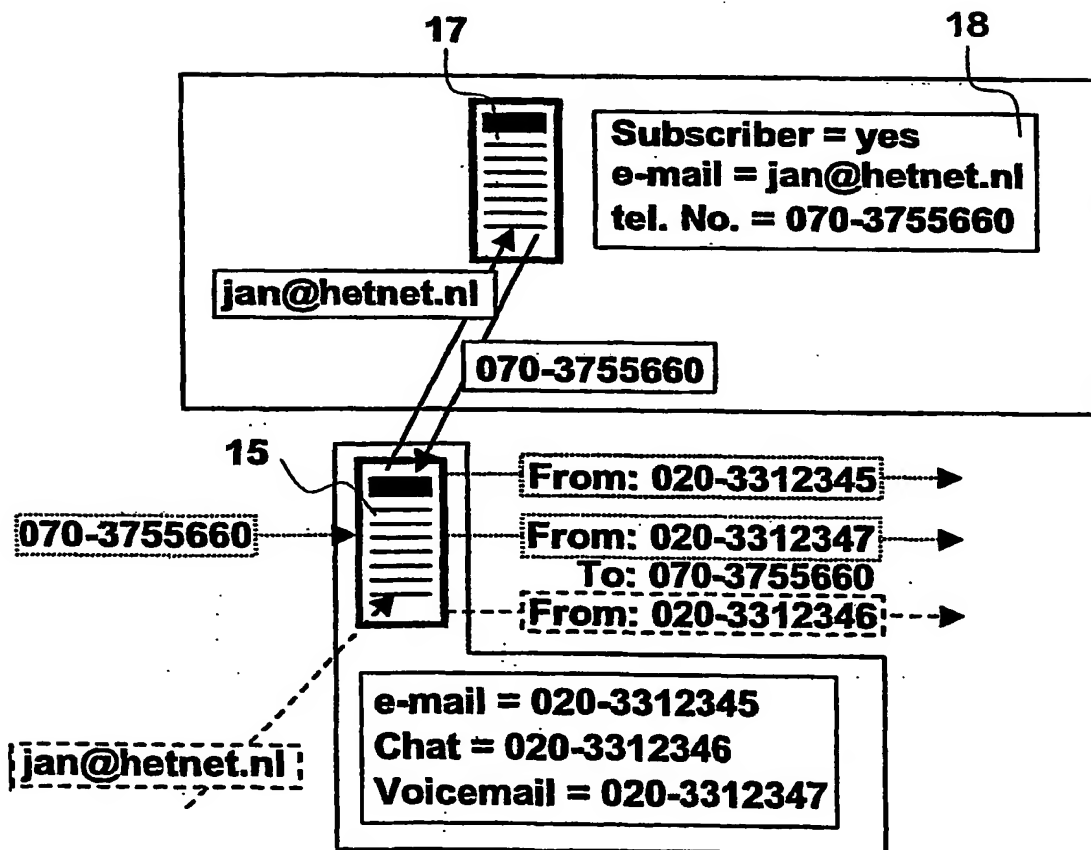 17
18
Subscriber = yes
e-mail = jan@hetnet.nl
tel. No. = 070-3755660
jan@hetnet.nl
070-3755660
15
From: 020-3312345
070-3755660
From: 020-3312347
To: 070-3755660
From: 020-3312346
e-mail = 020-3312345
Chat = 020-3312346
jan@hetnet.nl
Voicemail = 020-3312347